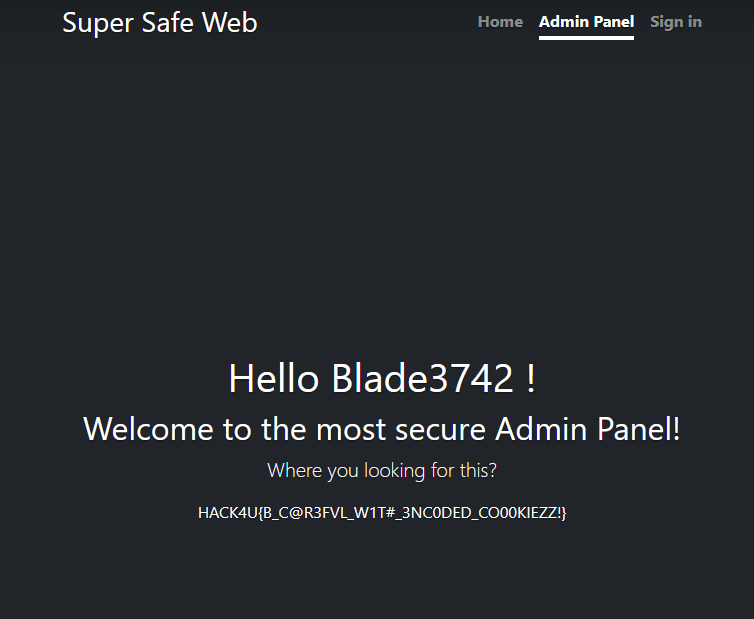 Super Safe Web
Home
Admin Panel
Sign in
Hello Blade3742 !
Welcome to the most secure Admin Panel!
Where you looking for this?
HACK4U{B_C@R3FVL_W1T#_3NC0DED_CO00KIEZZ!}